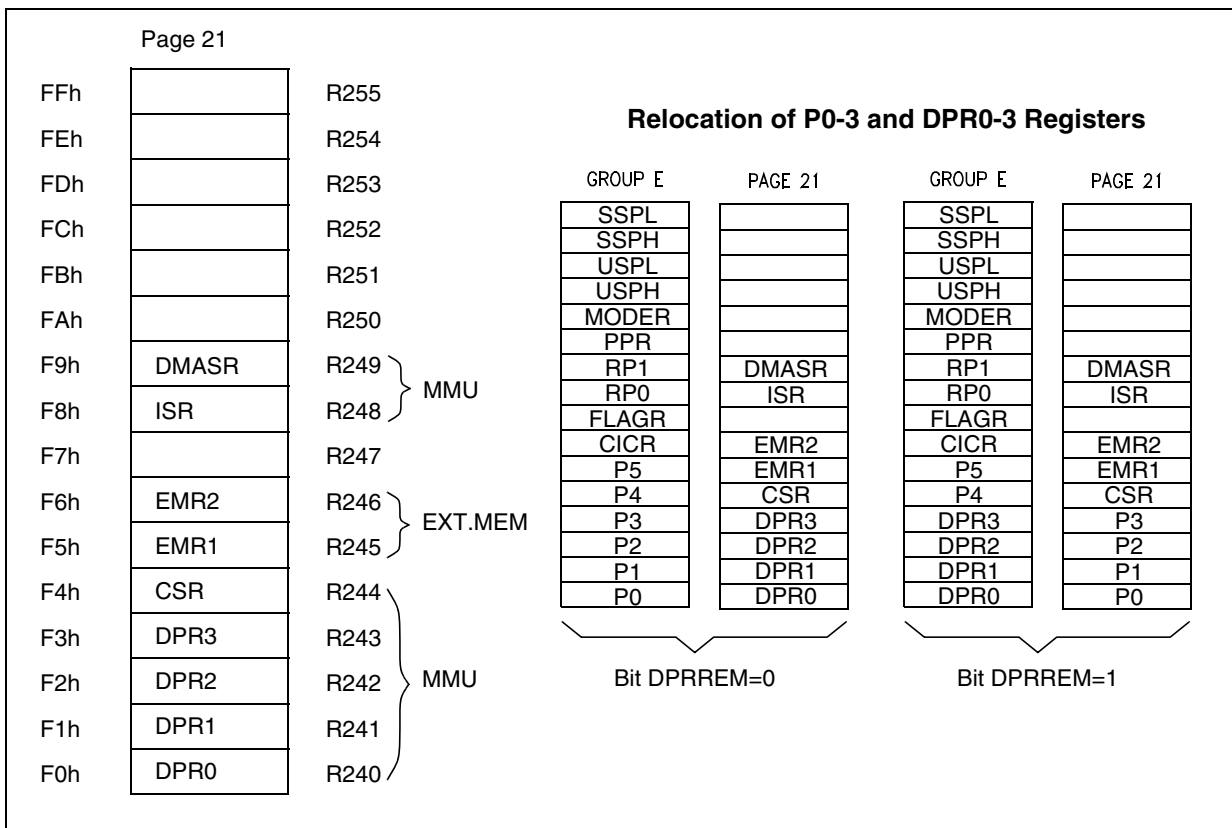 Page 21
FFh R255
FEh R254
FDh R253
FCh R252
FBh R251
FAh R250
F9h DMASR R249
F8h ISR R248
MMU
F7h R247
F6h EMR2 R246
F5h EMR1 R245
EXT.MEM
F4h CSR R244
F3h DPR3 R243
F2h DPR2 R242
MMU
F1h DPR1 R241
F0h DPR0 R240
Relocation of P0-3 and DPR0-3 Registers
GROUP E PAGE 21 GROUP E PAGE 21
SSPL SSPL
SSPH SSPH
USPL USPL
USPH USPH
MODER MODER
PPR PPR
RP1 DMASR RP1 DMASR
RP0 ISR RP0 ISR
FLAGR FLAGR
CICR EMR2 CICR EMR2
P5 EMR1 P5 EMR1
P4 CSR P4 CSR
P3 DPR3 DPR3 P3
P2 DPR2 DPR2 P2
P1 DPR1 DPR1 P1
P0 DPR0 DPR0 P0
Bit DPRREM=0 Bit DPRREM=1